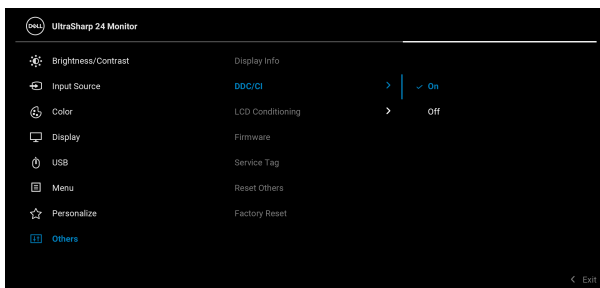 DELL UltraSharp 24 Monitor
Brightness/Contrast Display Info
Input Source DDC/CI On
Color LCD Conditioning Off
Display Firmware
USB Service Tag
Menu Reset Others
Personalize Factory Reset
Others
Exit